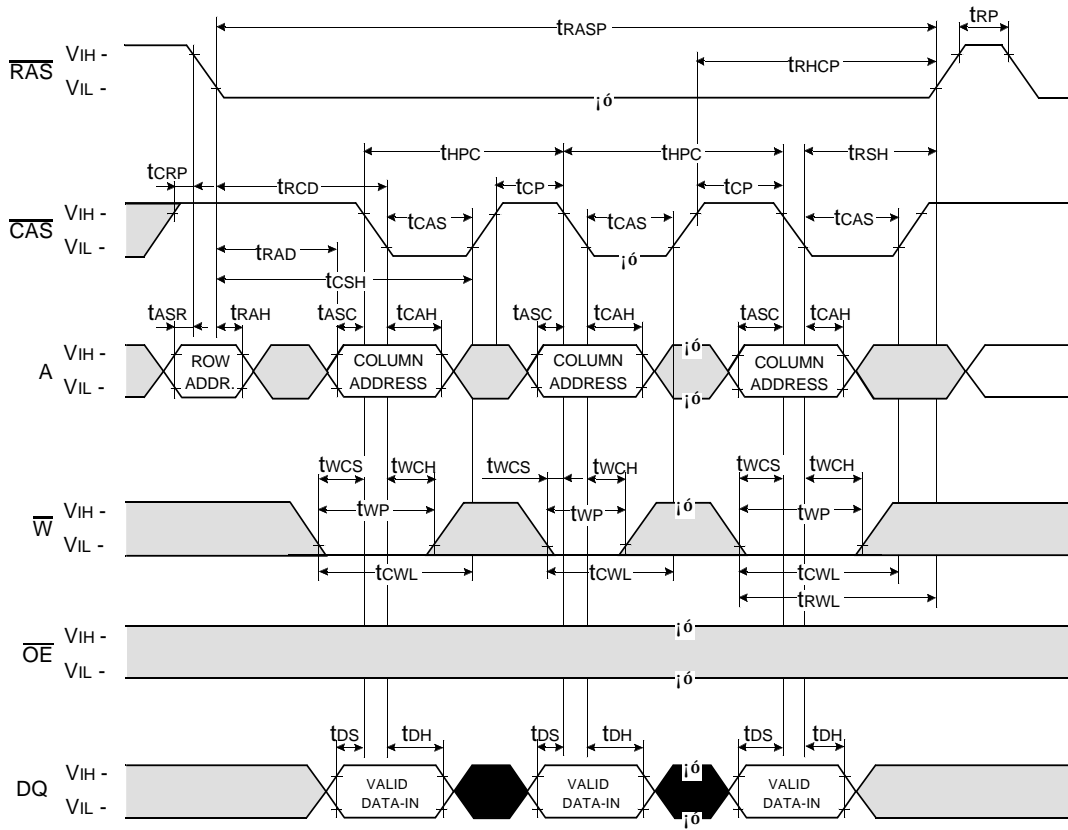 tRASP
tRP
RAS
VIH -
VIL -
tRHCP
¡ó
tHPC
tHPC
tRSH
tCRP
tRCD
tCP
tCP
CAS
VIH -
VIL -
tCAS
tCAS
tCAS
¡ó
tRAD
tCSH
tASR
tRAH
tASC
tCAH
tASC
tCAH
tASC
tCAH
A
VIH -
VIL -
ROW
ADDR.
COLUMN
ADDRESS
COLUMN
ADDRESS
¡ó
¡ó
COLUMN
ADDRESS
tWCS
tWCH
tWCS
tWCH
tWCS
tWCH
W
VIH -
VIL -
tWP
tWP
¡ó
tWP
tCWL
tCWL
tCWL
tRWL
OE
VIH -
VIL -
¡ó
¡ó
tDS
tDH
tDS
tDH
tDS
tDH
DQ
VIH -
VIL -
VALID
DATA-IN
VALID
DATA-IN
¡ó
¡ó
VALID
DATA-IN